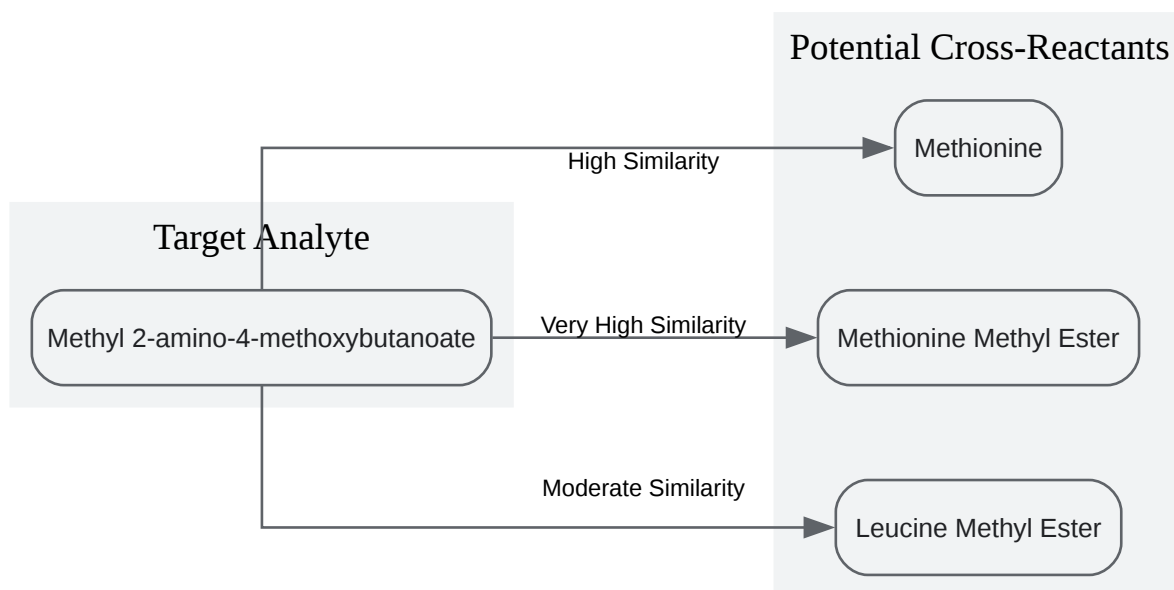 Potential Cross-Reactants
Methionine
High Similarity
Target Analyte
Methyl 2-amino-4-methoxybutanoate
Very High Similarity
Methionine Methyl Ester
Moderate Similarity
Leucine Methyl Ester